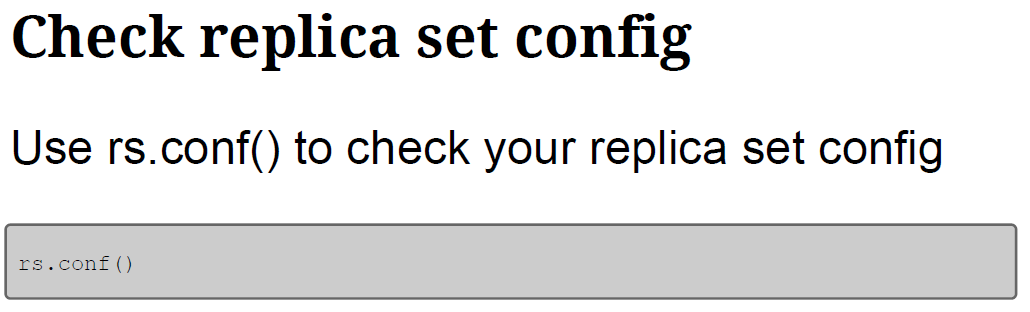 Check replica set config
Use rs.conf() to check your replica set config
rs.conf()